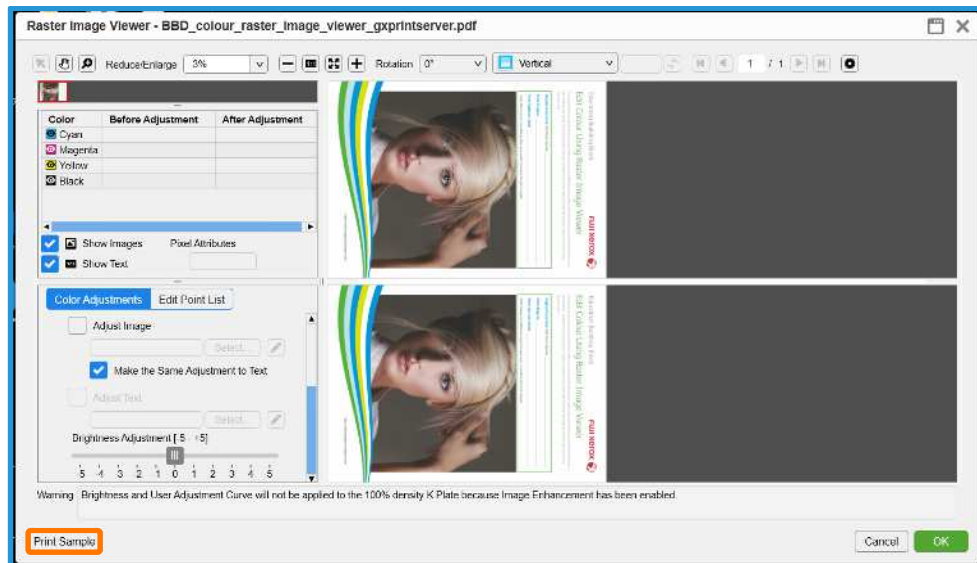 Raster Image Viewer - BBD_colour_raster_image_viewer_gxprintserver.pdf
Reduce/Enlarge 3% Rotation 0° Vertical 1 / 1
Color Before Adjustment After Adjustment
Cyan
Magenta
Yellow
Black
Show Images Pixel Attributes
Show Text
Edit Colour Using Raster Image Viewer
FUJI XEROX
Color Adjustments Edit Point List
Adjust Image
Select...
Make the Same Adjustment to Text
Adjust Text
Select...
Brightness Adjustment [-5 - +5]
-5 -4 -3 -2 -1 0 1 2 3 4 5
Edit Colour Using Raster Image Viewer
FUJI XEROX
Warning Brightness and User Adjustment Curve will not be applied to the 100% density K Plate because Image Enhancement has been enabled.
Print Sample Cancel OK